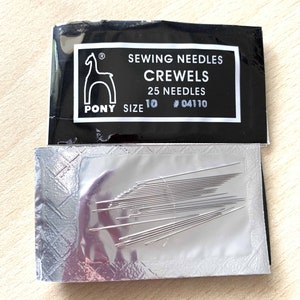 SEWING NEEDLES
CREWELS
25 NEEDLES
PONY SIZE 10 # 04110
®